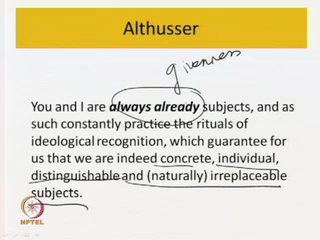 Althusser
givenness
You and I are always already subjects, and as
such constantly practice the rituals of
ideological recognition, which guarantee for
us that we are indeed concrete, individual,
distinguishable and (naturally) irreplaceable
subjects.
NPTEL